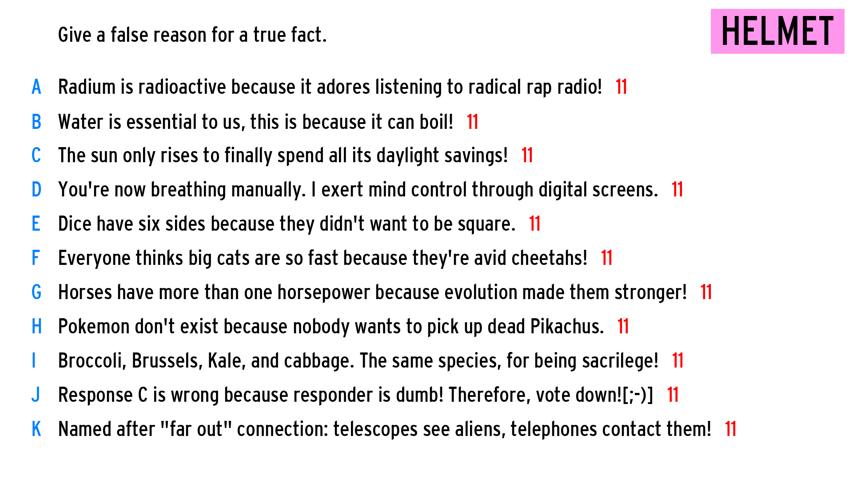 Give a false reason for a true fact.
HELMET
A Radium is radioactive because it adores listening to radical rap radio! 11
B Water is essential to us, this is because it can boil! 11
C The sun only rises to finally spend all its daylight savings! 11
D You're now breathing manually. I exert mind control through digital screens. 11
E Dice have six sides because they didn't want to be square. 11
F Everyone thinks big cats are so fast because they're avid cheetahs! 11
G Horses have more than one horsepower because evolution made them stronger! 11
H Pokemon don't exist because nobody wants to pick up dead Pikachus. 11
I Broccoli, Brussels, Kale, and cabbage. The same species, for being sacrilege! 11
J Response C is wrong because responder is dumb! Therefore, vote down![;-)] 11
K Named after "far out" connection: telescopes see aliens, telephones contact them! 11